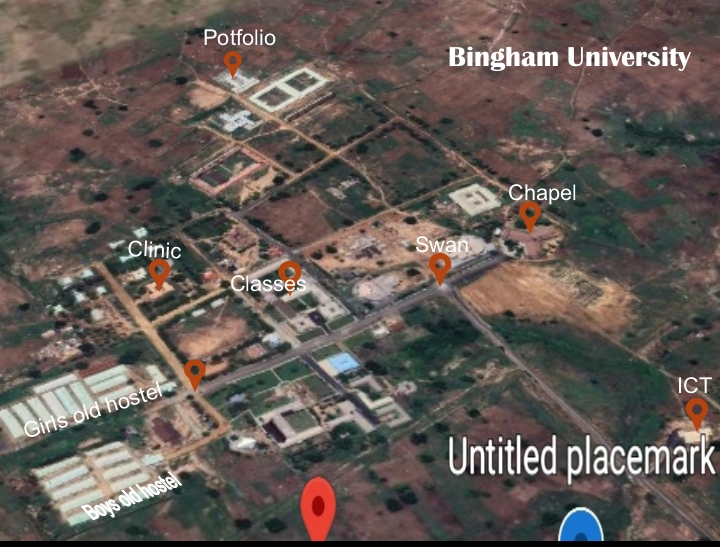 Potfolio
Bingham University
Chapel
Clinic
Swan
Classes
ICT
Girls old hostel
Untitled placemark
Boys old hostel